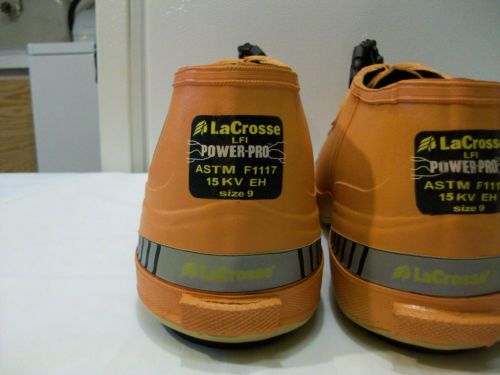 LaCrosse
LFI
POWER-PRO
ASTM F1117
15 KV EH
size 9
LaCrosse
LaCrosse
LFI
POWER-PRO
ASTM F111
15 KV EH
size 9
LaCrosse